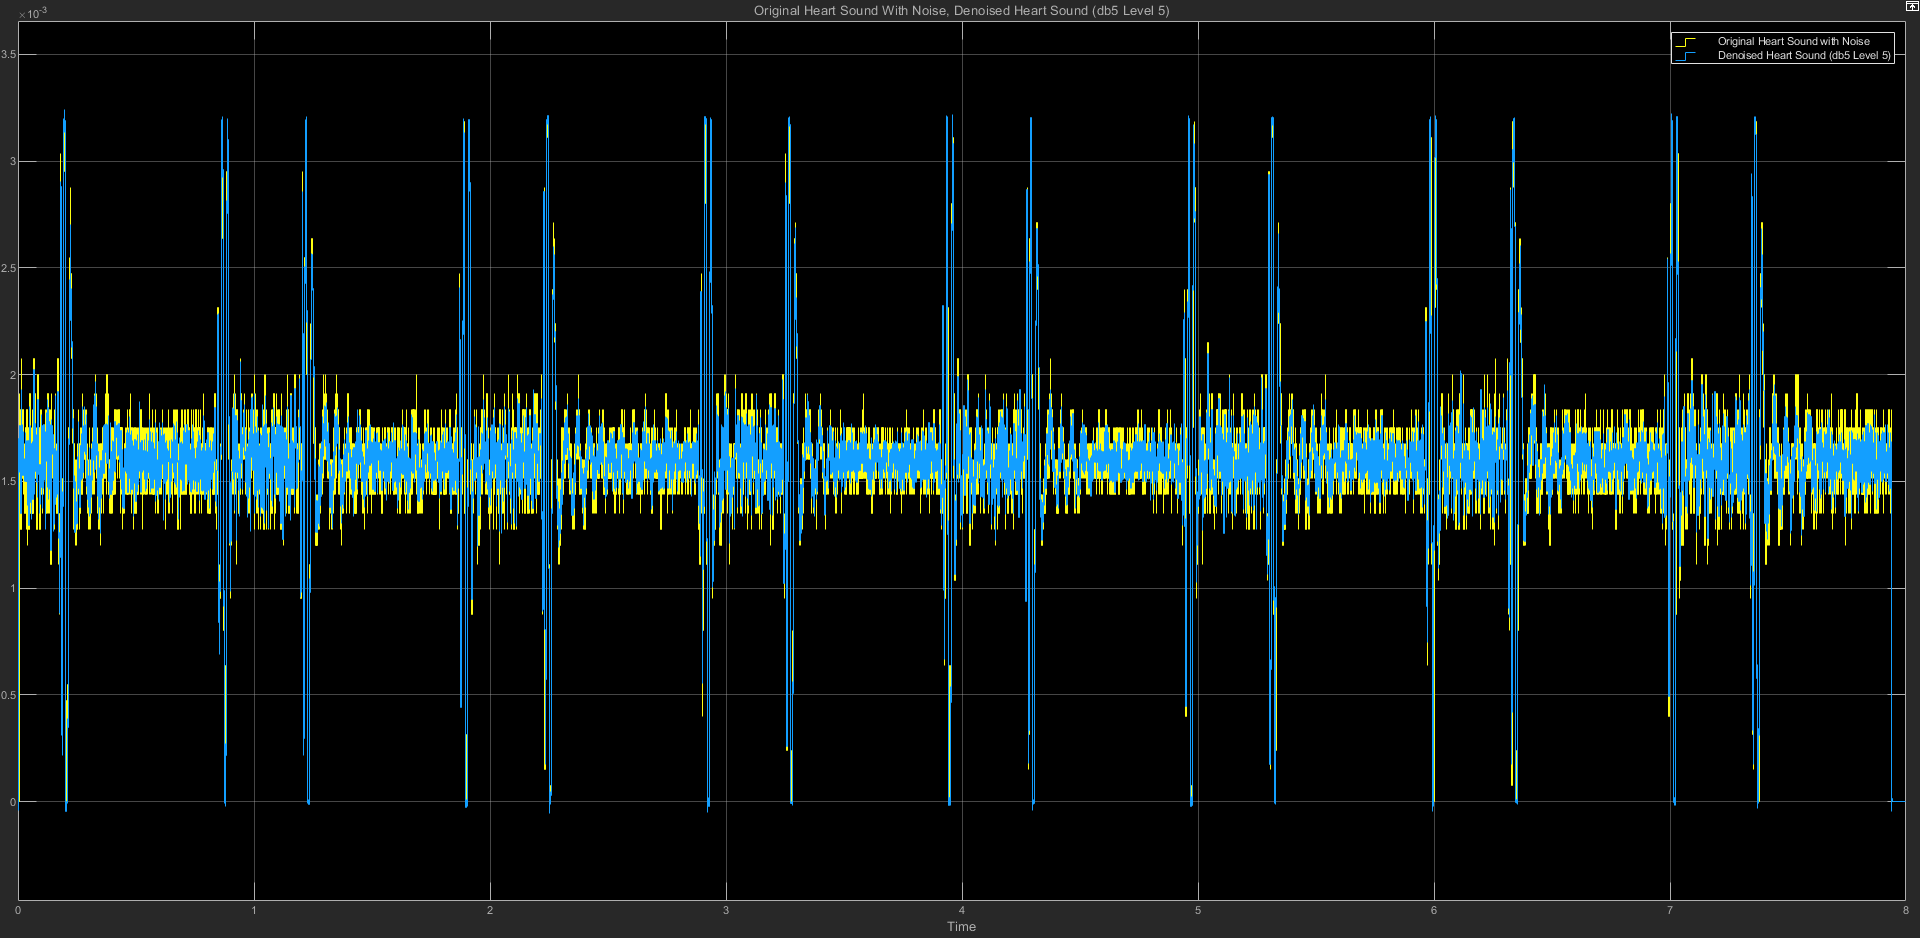 Original Heart Sound With Noise, Denoised Heart Sound (db5 Level 5)
×10⁻³
Original Heart Sound with Noise
Denoised Heart Sound (db5 Level 5)
3.5
3
2.5
2
1.5
1
0.5
0
0 1 2 3 4 5 6 7 8
Time